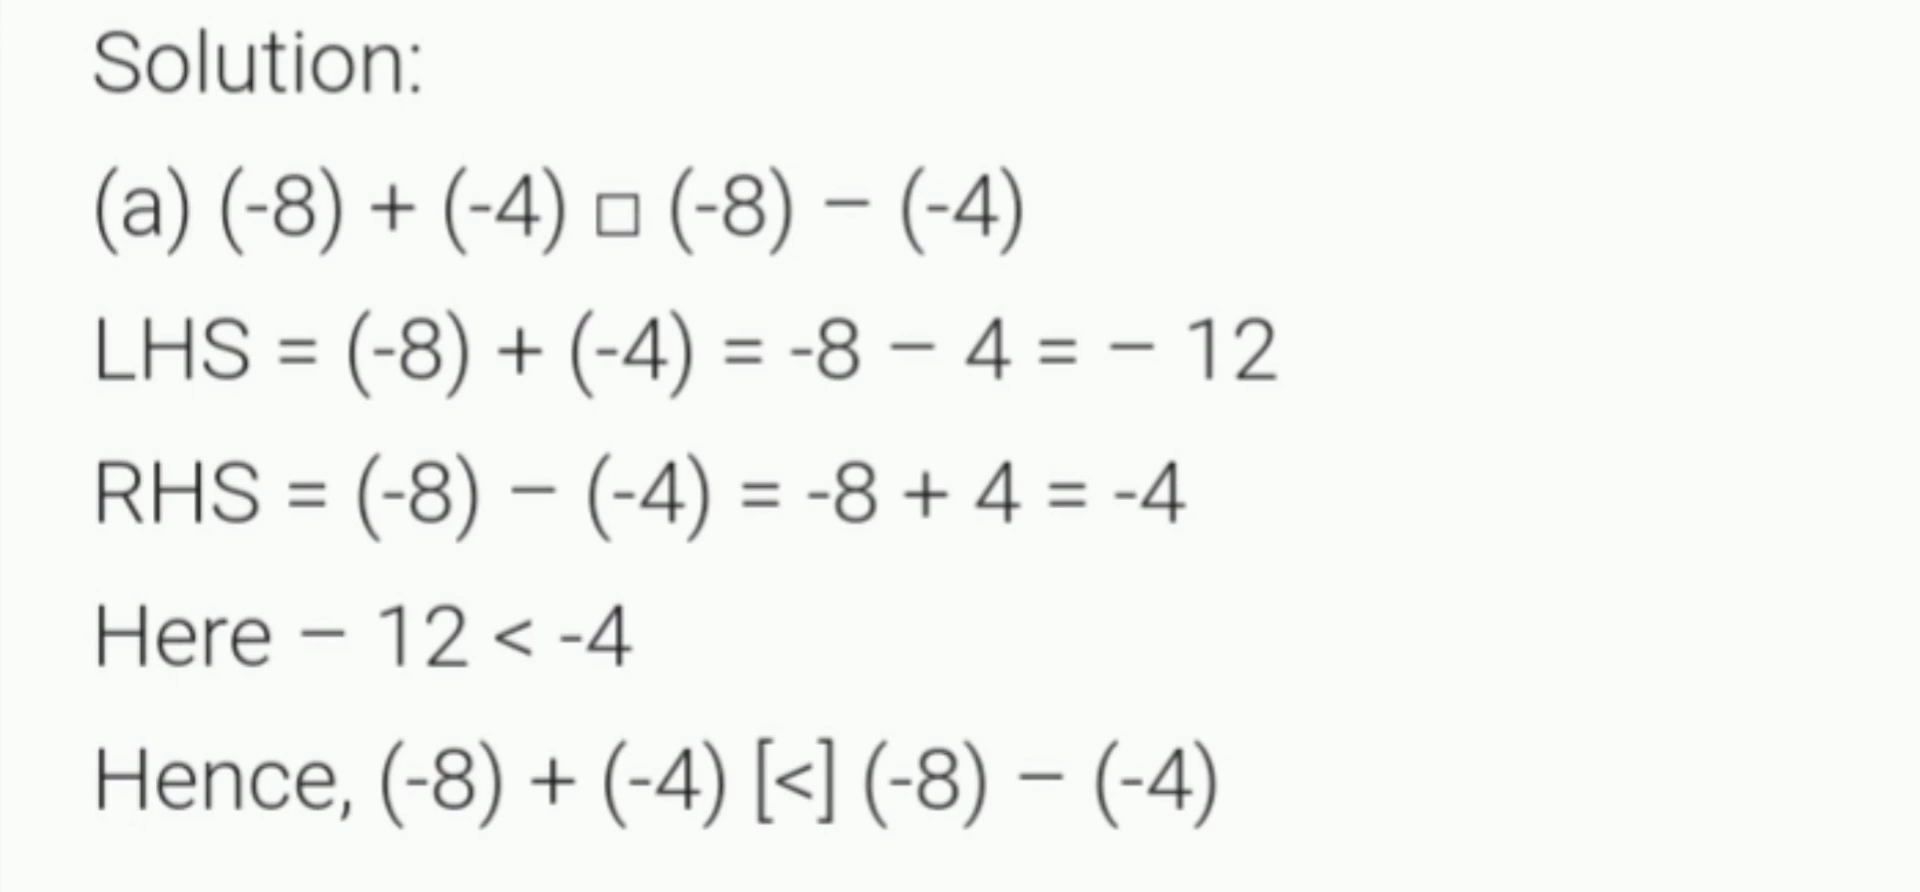 Solution:
(a) (-8) + (-4) □ (-8) – (-4)
LHS = (-8) + (-4) = -8 – 4 = – 12
RHS = (-8) – (-4) = -8 + 4 = -4
Here – 12 < -4
Hence, (-8) + (-4) [<] (-8) – (-4)